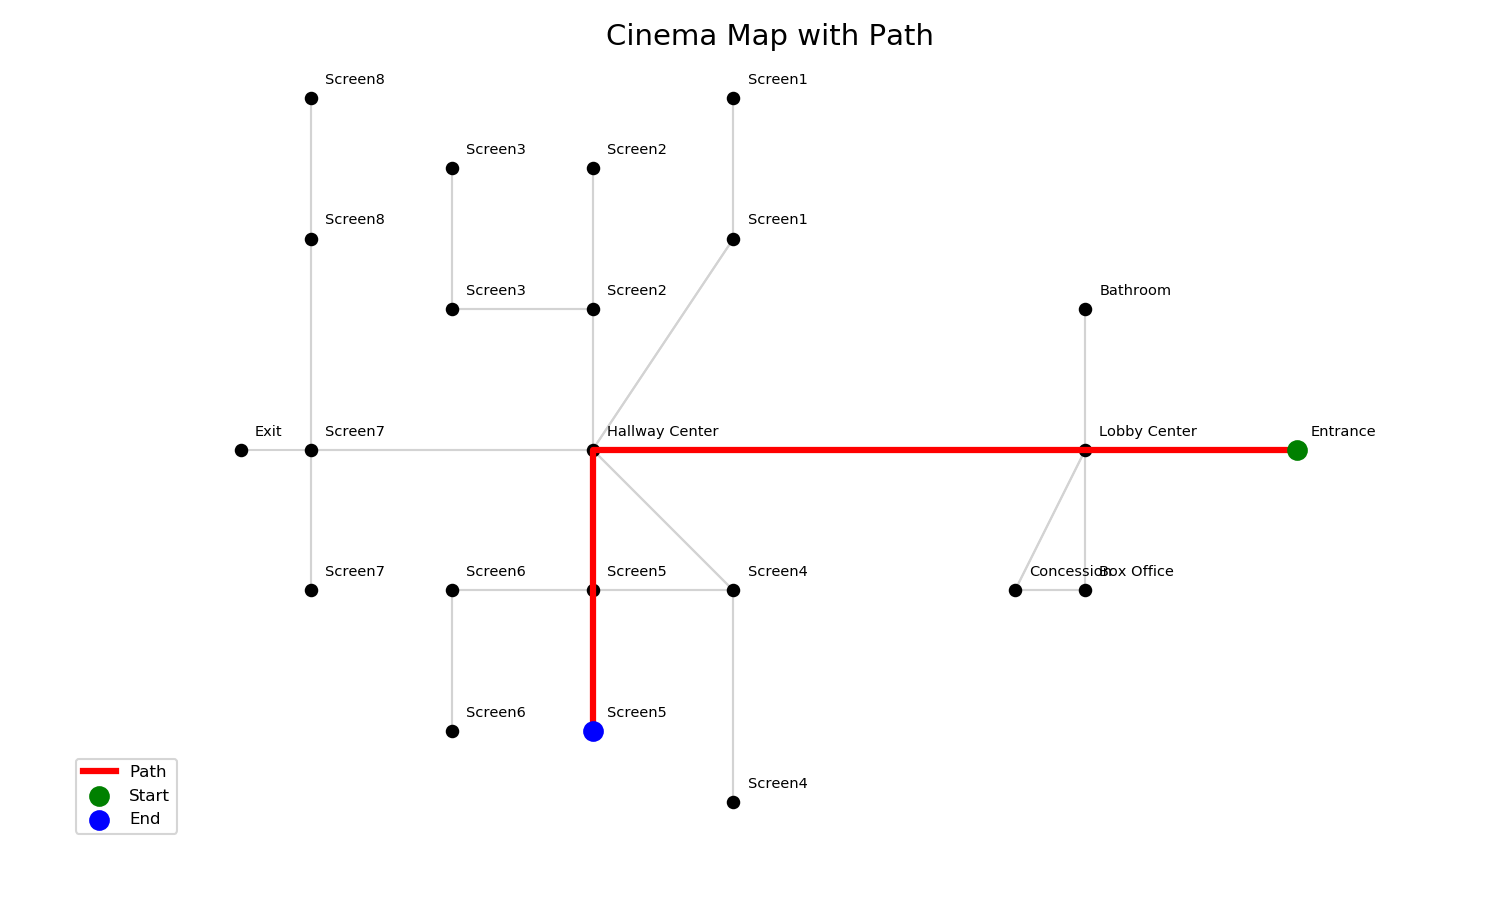 Cinema Map with Path
Screen8
Screen1
Screen3
Screen2
Screen8
Screen1
Screen3
Screen2
Bathroom
Exit
Screen7
Hallway Center
Lobby Center
Entrance
Screen7
Screen6
Screen5
Screen4
Concession
Box Office
Screen6
Screen5
Screen4
Path
Start
End